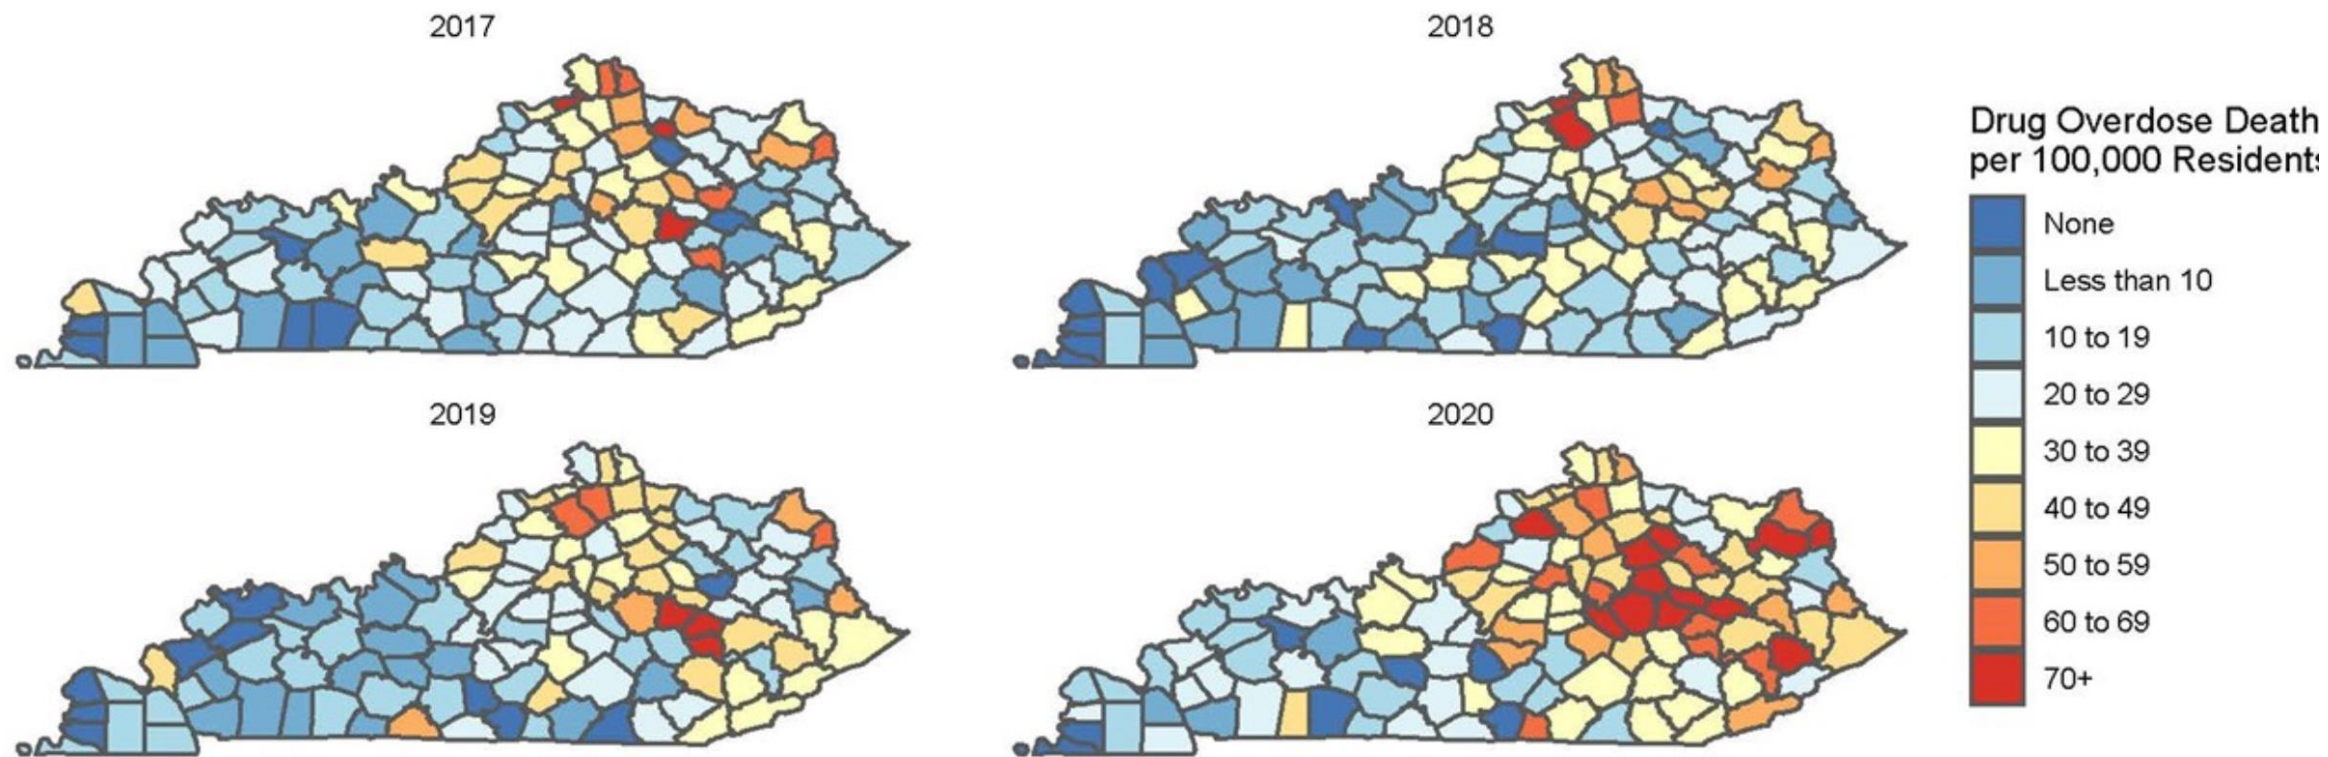 2017
2018
Drug Overdose Death
per 100,000 Residents
None
Less than 10
10 to 19
20 to 29
30 to 39
40 to 49
50 to 59
60 to 69
70+
2019
2020